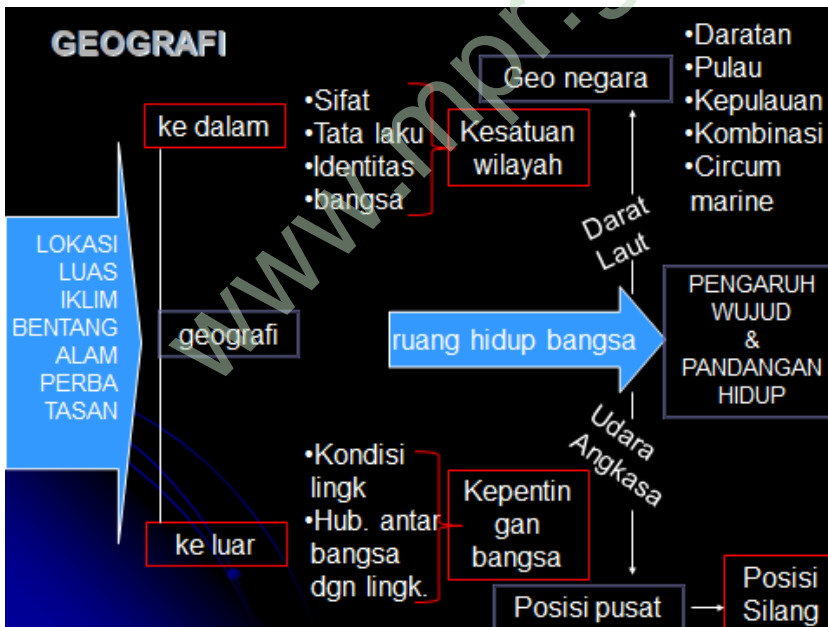 GEOGRAFI
LOKASI
LUAS
IKLIM
BENTANG
ALAM
PERBA
TASAN
ke dalam
geografi
ke luar
•Sifat
•Tata laku
•Identitas
•bangsa
Kesatuan
wilayah
Geo negara
•Daratan
•Pulau
•Kepulauan
•Kombinasi
•Circum
marine
Darat
Laut
ruang hidup bangsa
PENGARUH
WUJUD
&
PANDANGAN
HIDUP
Udara
Angkasa
•Kondisi
lingk
•Hub. antar
bangsa
dgn lingk.
Kepentin
gan
bangsa
Posisi pusat
Posisi
Silang
www.mpr.g